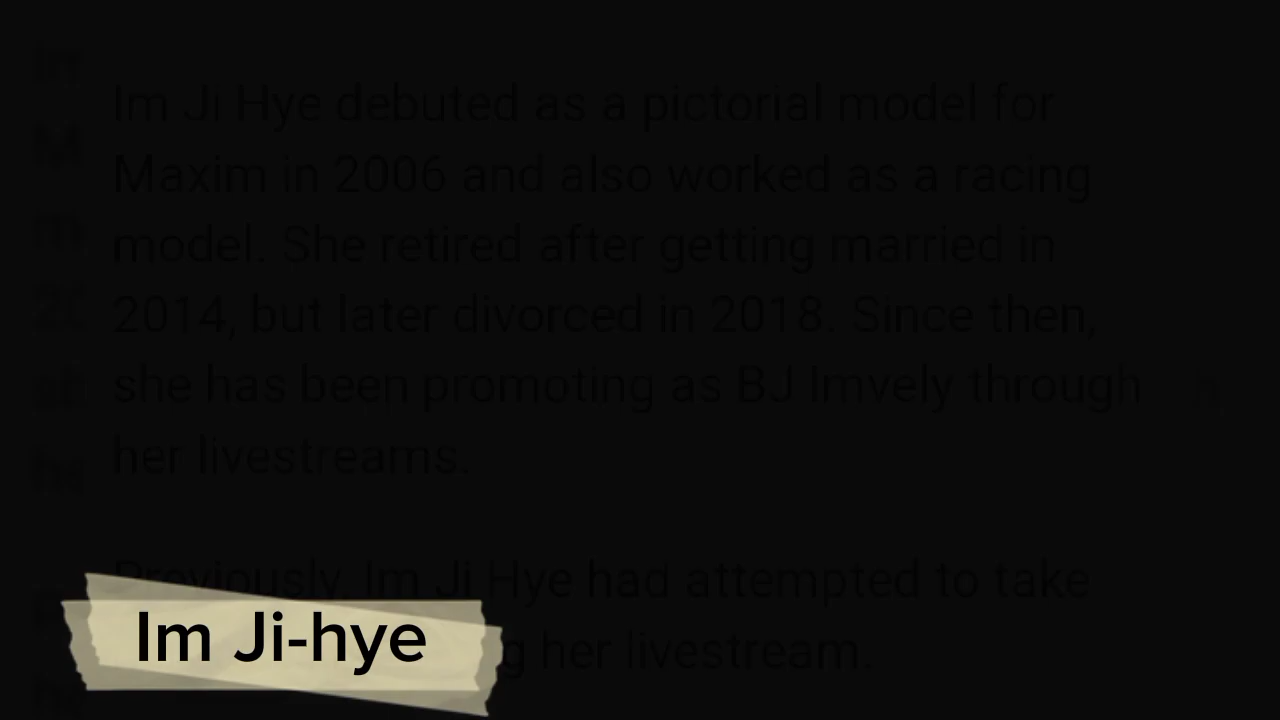 Im Ji Hye debuted as a pictorial model for
Maxim in 2006 and also worked as a racing
model. She retired after getting married in
2014, but later divorced in 2018. Since then,
she has been promoting as BJ Imvely through
her livestreams.
Previously, Im Ji Hye had attempted to take
her livestream.
Im Ji-hye